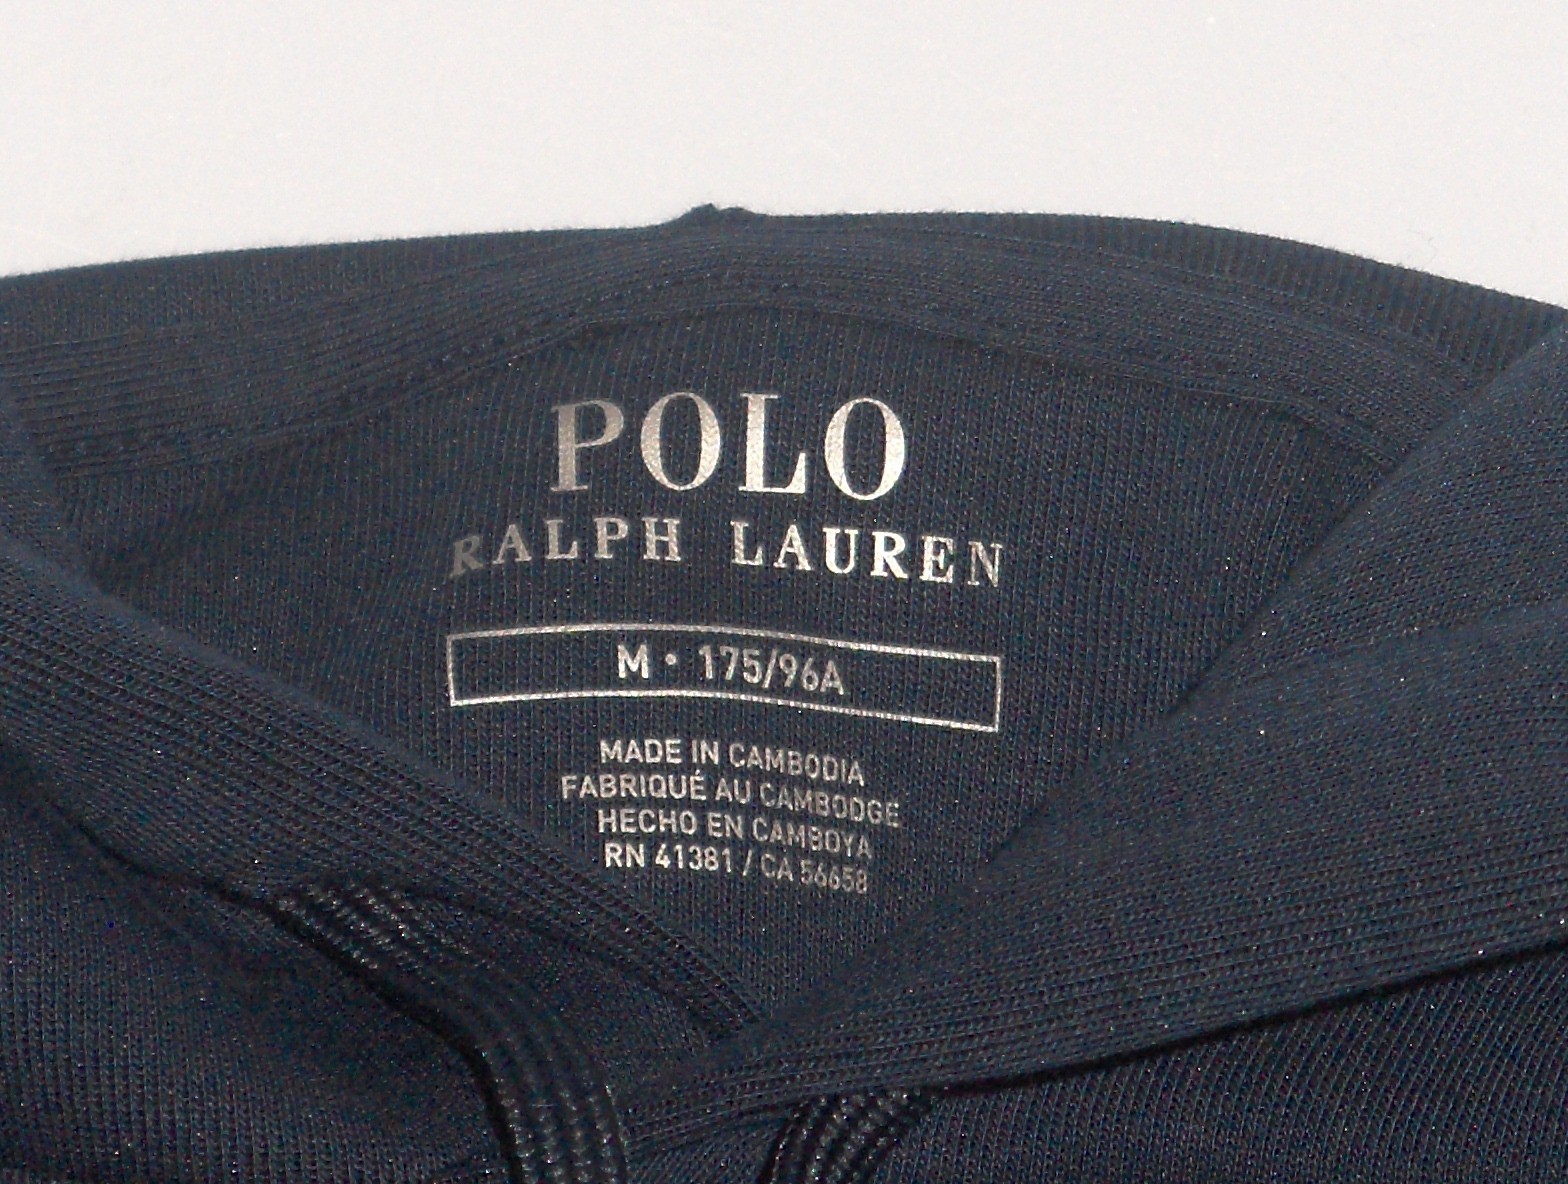 POLO
RALPH LAUREN
M • 175/96A
MADE IN CAMBODIA
FABRIQUÉ AU CAMBODGE
HECHO EN CAMBOYA
RN 41381 / CA 56658